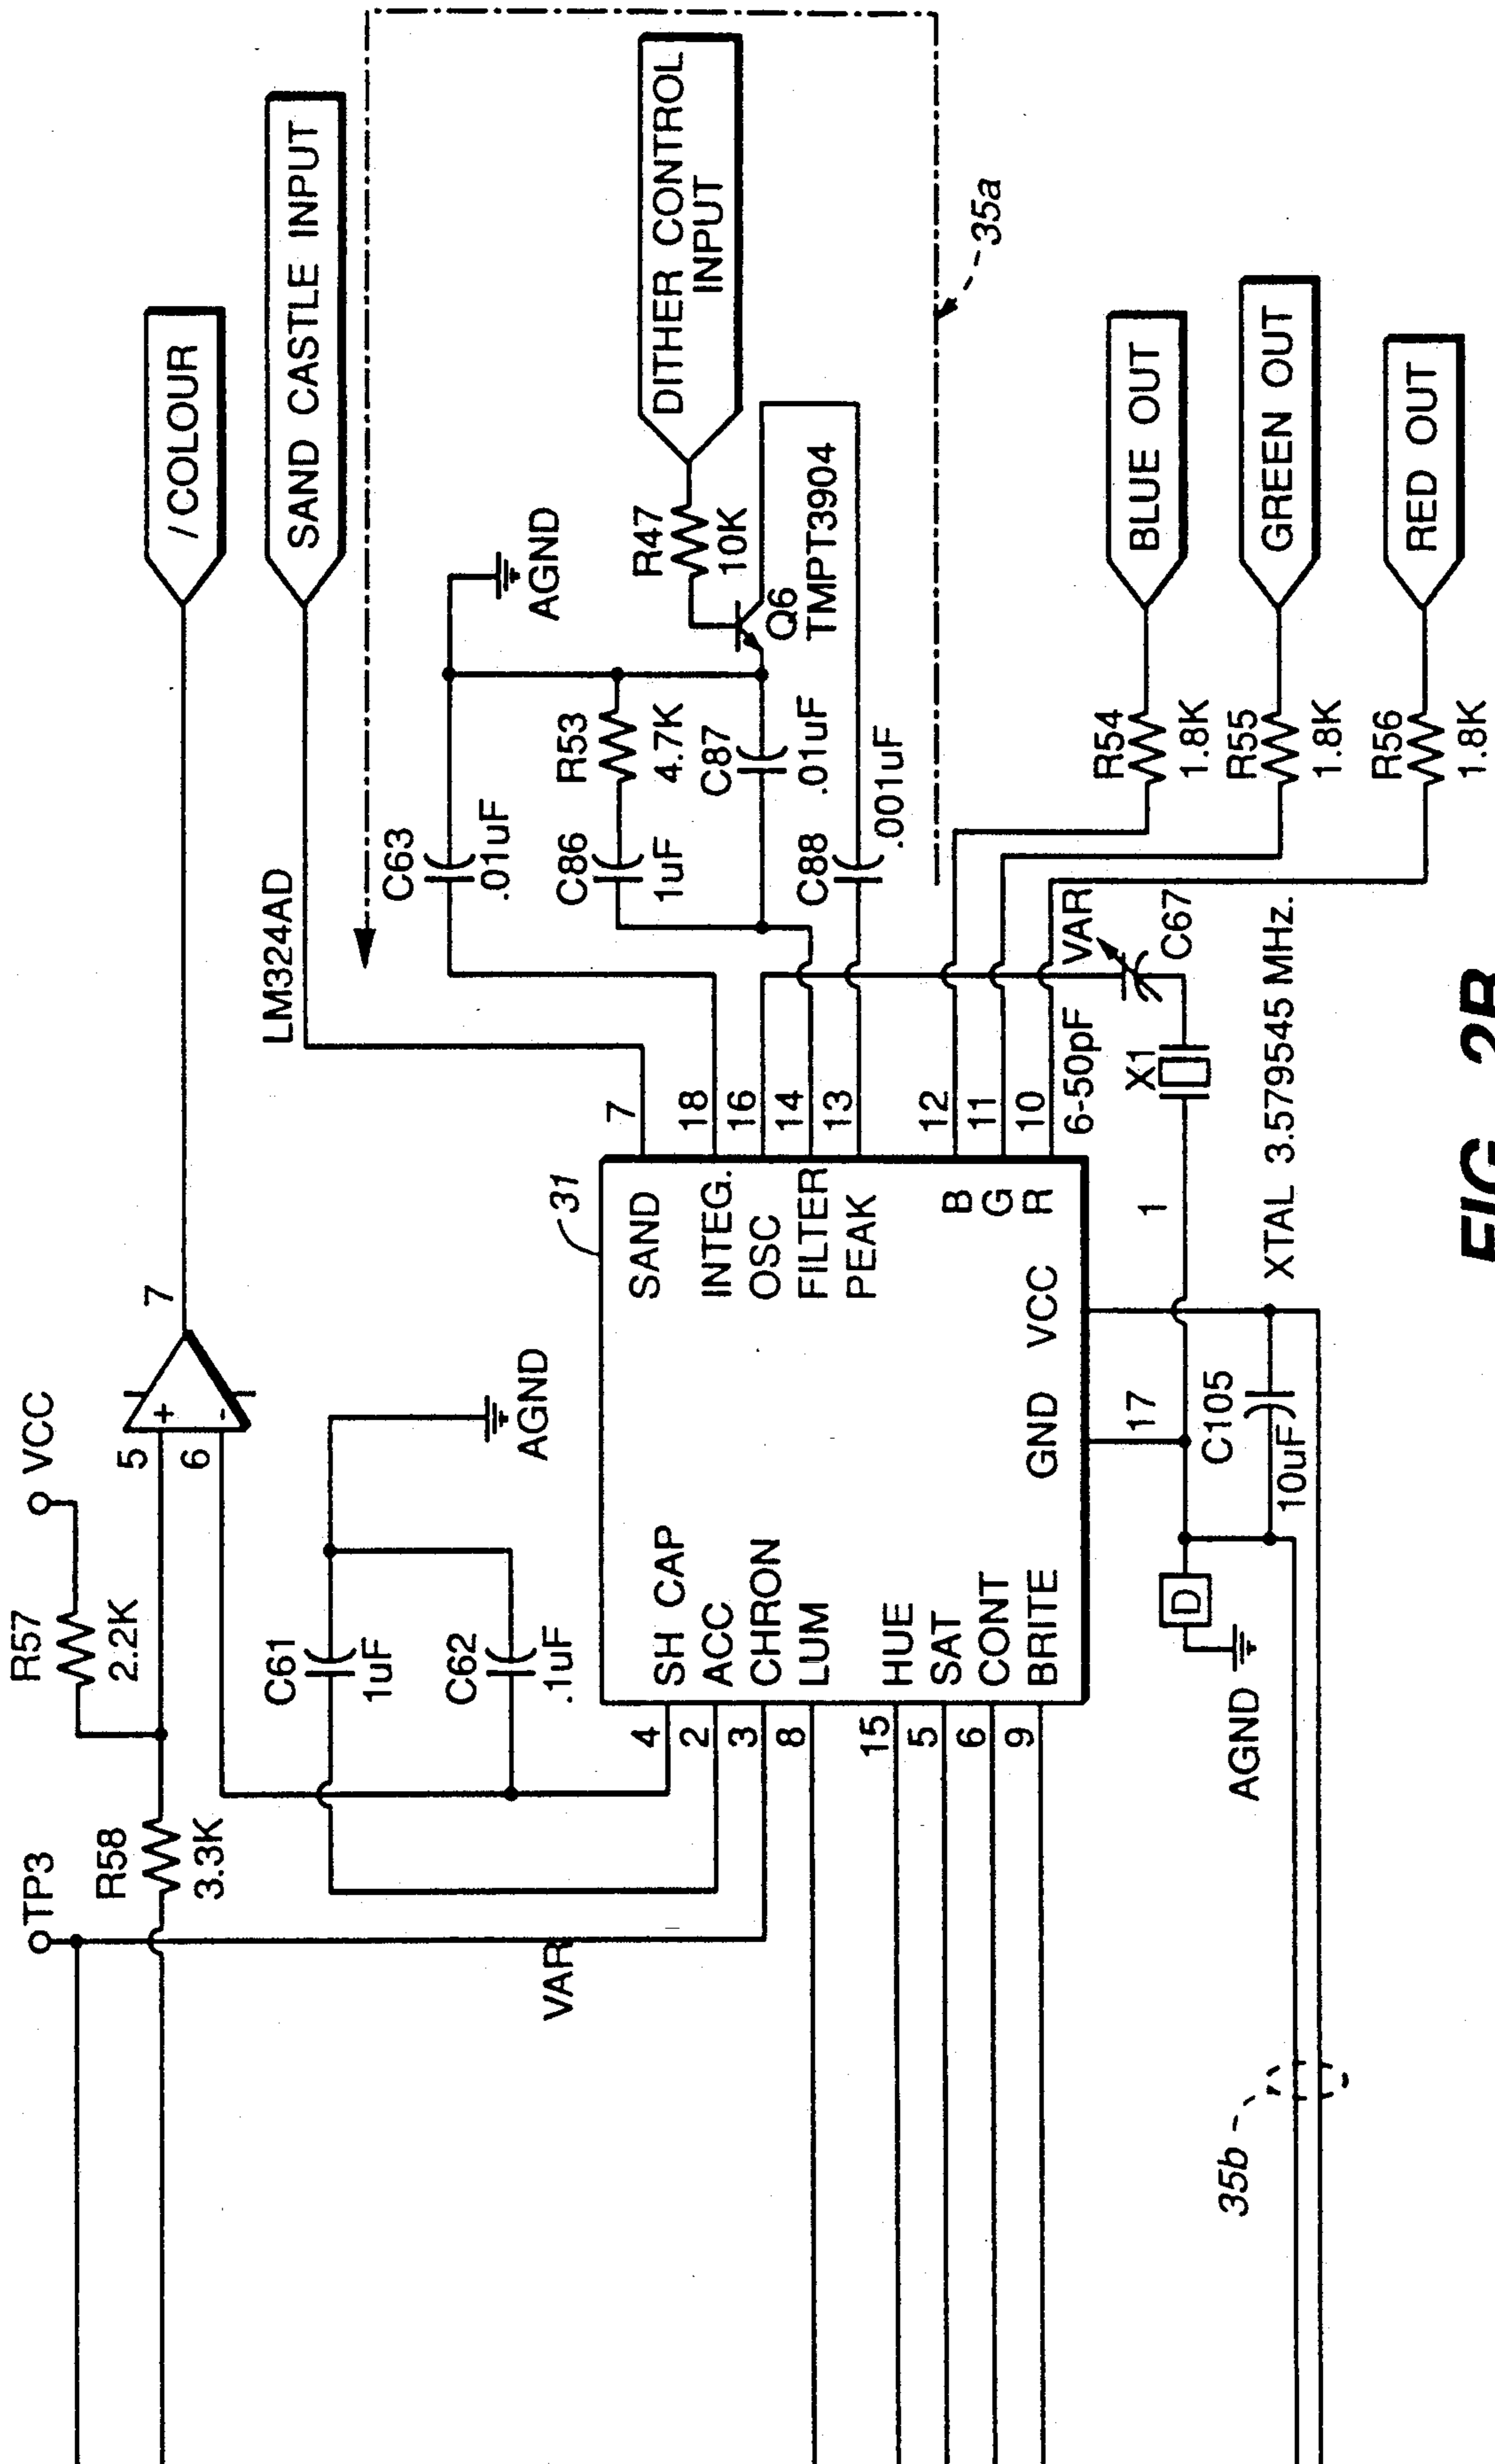 TP3
R58
3.3K
R57
2.2K
VCC
5
6
+
-
7
/COLOUR
SAND CASTLE INPUT
LM324AD
C61
1uF
C62
.1uF
AGND
VAR
C63
.01uF
AGND
C86
1uF
R53
4.7K
C87
.01uF
C88
.001uF
R47
10K
Q6
TMPT3904
DITHER CONTROL
INPUT
35a
31
4
2
3
8
15
5
6
9
SH CAP
ACC
CHRON
LUM
HUE
SAT
CONT
BRITE
SAND
INTEG.
OSC
FILTER
PEAK
B
G
R
GND
VCC
7
18
16
14
13
12
11
10
R54
1.8K
BLUE OUT
R55
1.8K
GREEN OUT
R56
1.8K
RED OUT
6-50pF
VAR
C67
X1
1
XTAL 3.579545 MHz.
17
C105
10uF
D
AGND
35b
FIG_2B